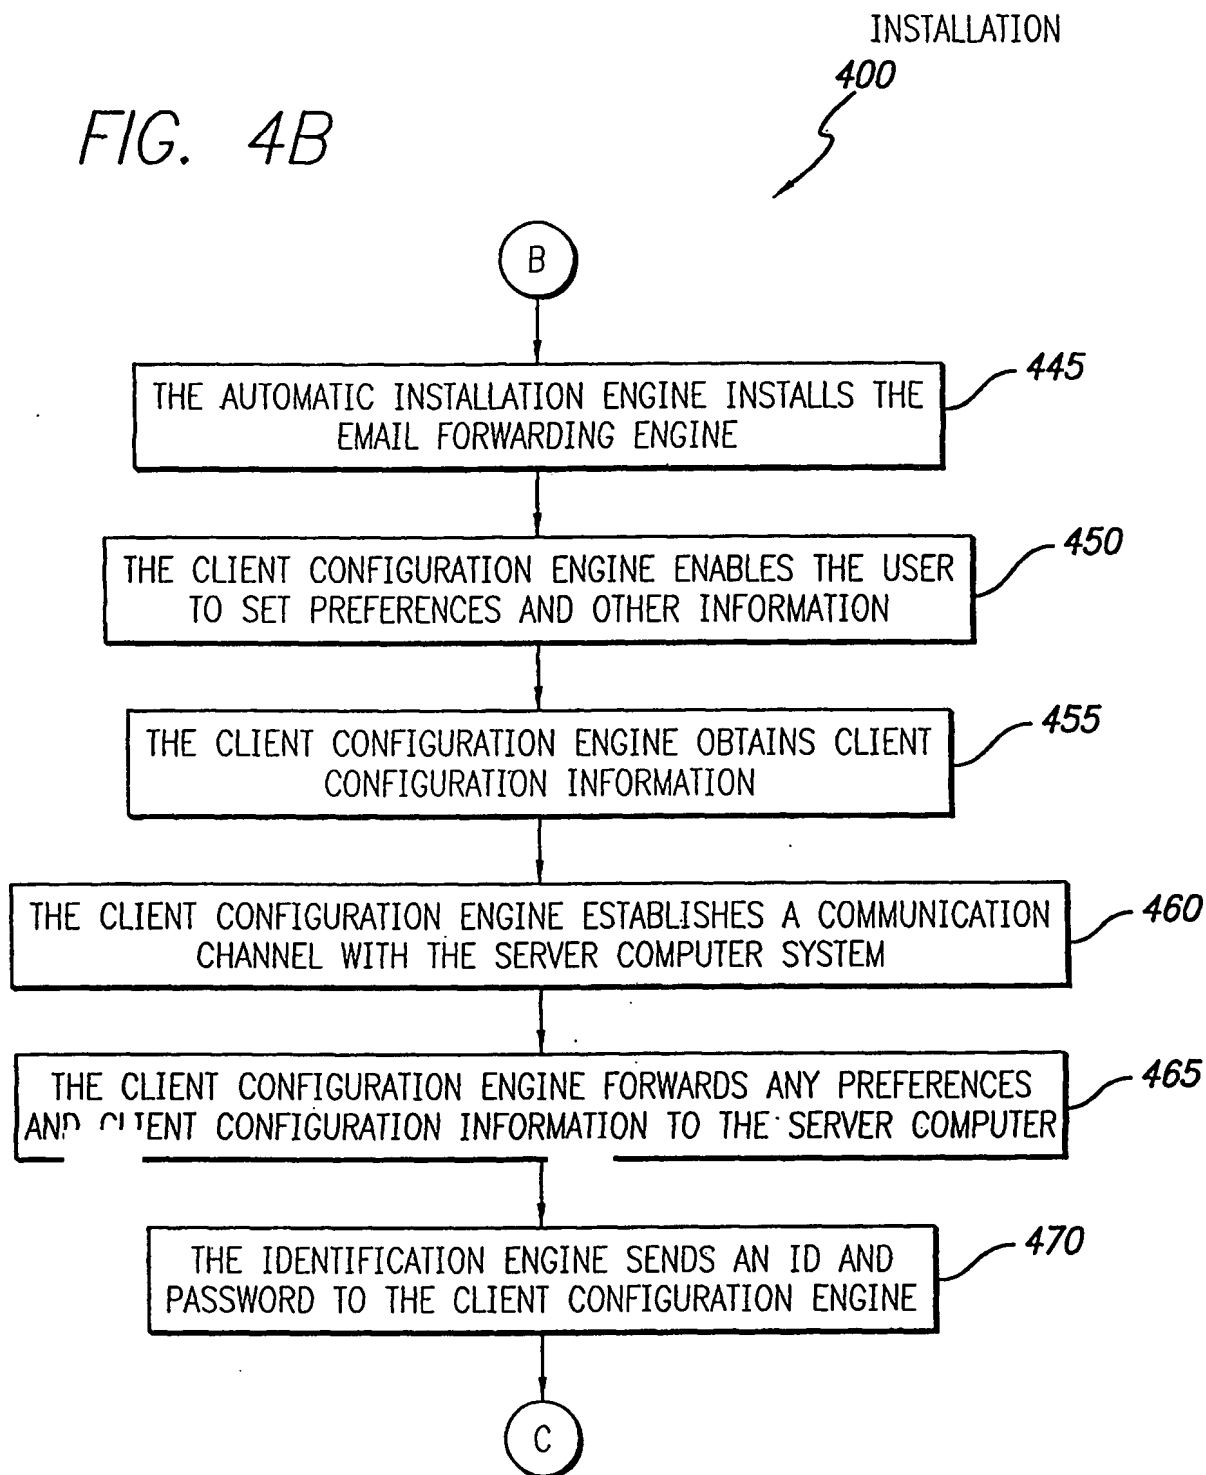 INSTALLATION
400
FIG. 4B
B
THE AUTOMATIC INSTALLATION ENGINE INSTALLS THE
EMAIL FORWARDING ENGINE
445
THE CLIENT CONFIGURATION ENGINE ENABLES THE USER
TO SET PREFERENCES AND OTHER INFORMATION
450
THE CLIENT CONFIGURATION ENGINE OBTAINS CLIENT
CONFIGURATION INFORMATION
455
THE CLIENT CONFIGURATION ENGINE ESTABLISHES A COMMUNICATION
CHANNEL WITH THE SERVER COMPUTER SYSTEM
460
THE CLIENT CONFIGURATION ENGINE FORWARDS ANY PREFERENCES
AND CLIENT CONFIGURATION INFORMATION TO THE SERVER COMPUTER
465
THE IDENTIFICATION ENGINE SENDS AN ID AND
PASSWORD TO THE CLIENT CONFIGURATION ENGINE
470
C